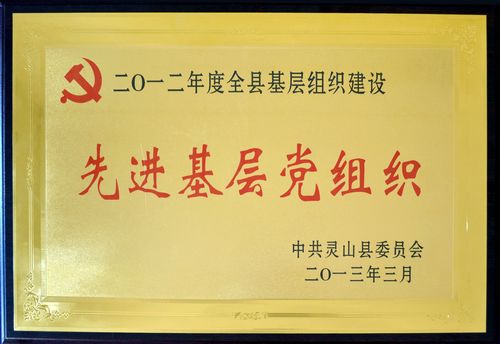 二〇一二年度全县基层组织建设
先进基层党组织
中共灵山县委员会
二〇一三年三月